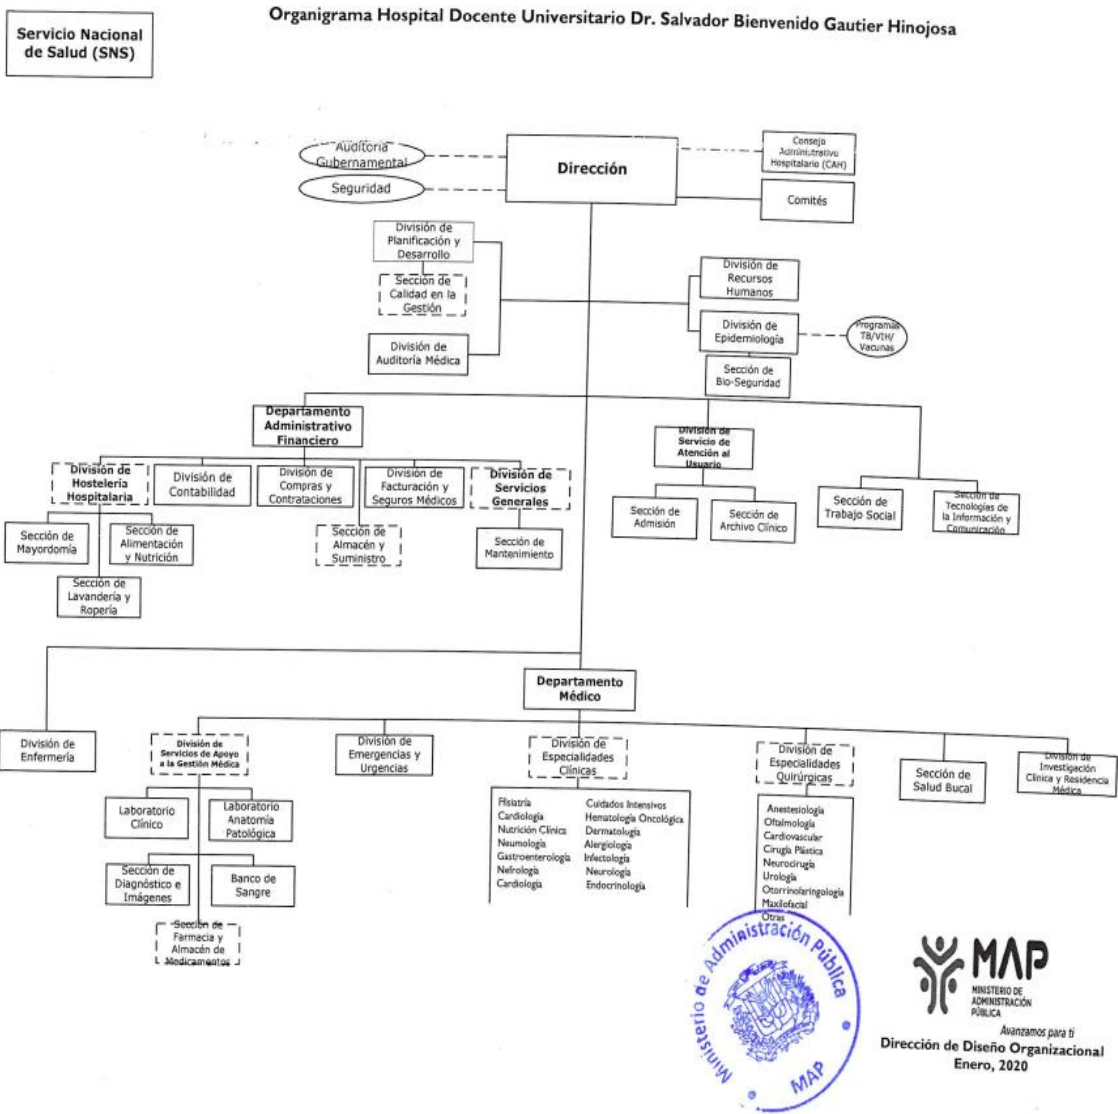 Organigrama Hospital Docente Universitario Dr. Salvador Bienvenido Gautier Hinojosa
Servicio Nacional
de Salud (SNS)
Auditoria
Gubernamental
Seguridad
Dirección
Consejo
Administrativo
Hospitalario (CAH)
Comités
División de
Planificación y
Desarrollo
Sección de
Calidad en la
Gestión
División de
Auditoría Médica
División de
Recursos
Humanos
División de
Epidemiología
Programas
TB/VIH/
Vacunas
Sección de
Bio-Seguridad
Departamento
Administrativo
Financiero
División de
Servicio de
Atención al
Usuario
División de
Hostelería
Hospitalaria
División de
Contabilidad
División de
Compras y
Contrataciones
División de
Facturación y
Seguros Médicos
División de
Servicios
Generales
Sección de
Mayordomía
Sección de
Alimentación
y Nutrición
Sección de
Lavandería y
Ropería
Sección de
Almacén y
Suministro
Sección de
Mantenimiento
Sección de
Admisión
Sección de
Archivo Clínico
Sección de
Trabajo Social
Sección de
Tecnologías de
la Información y
Comunicación
Departamento
Médico
División de
Enfermería
División de
Servicios de Apoyo
a la Gestión Médica
División de
Emergencias y
Urgencias
División de
Especialidades
Clínicas
División de
Especialidades
Quirúrgicas
Sección de
Salud Bucal
División de
Investigación
Clínica y Residencia
Médica
Laboratorio
Clínico
Laboratorio
Anatomía
Patológica
Sección de
Diagnóstico e
Imágenes
Banco de
Sangre
Sección de
Farmacia y
Almacén de
Medicamentos
Fisiatría
Cardiología
Nutrición Clínica
Neumología
Gastroenterología
Nefrología
Cardiología
Cuidados Intensivos
Hematología Oncológica
Dermatología
Alergiología
Infectología
Neurología
Endocrinología
Anestesiología
Oftalmología
Cardiovascular
Cirugía Plástica
Neurocirugía
Urología
Otorrinolaringología
Maxilofacial
Otras
Ministerio de Administración Pública
MAP
MAP
MINISTERIO DE
ADMINISTRACIÓN
PÚBLICA
Avanzamos para ti
Dirección de Diseño Organizacional
Enero, 2020